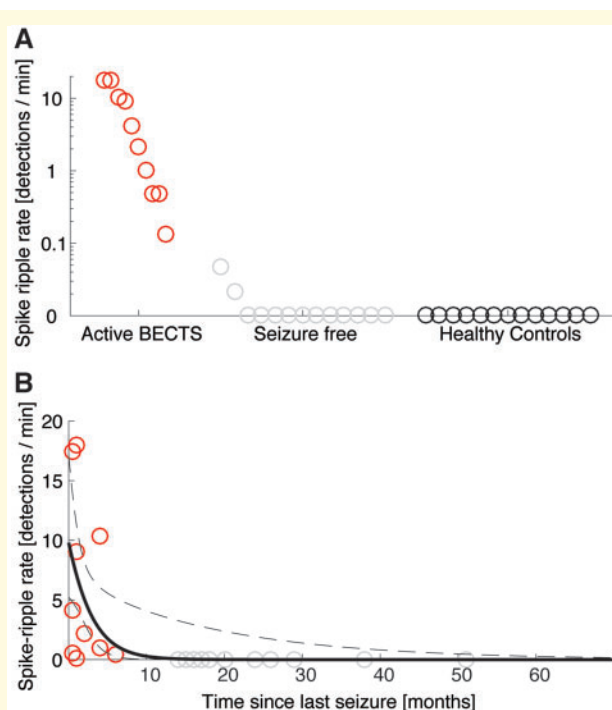 A
Spike ripple rate [detections / min]
10
1
0.1
0
Active BECTS Seizure free Healthy Controls
B
Spike-ripple rate [detections / min]
20
15
10
5
0
10 20 30 40 50 60
Time since last seizure [months]